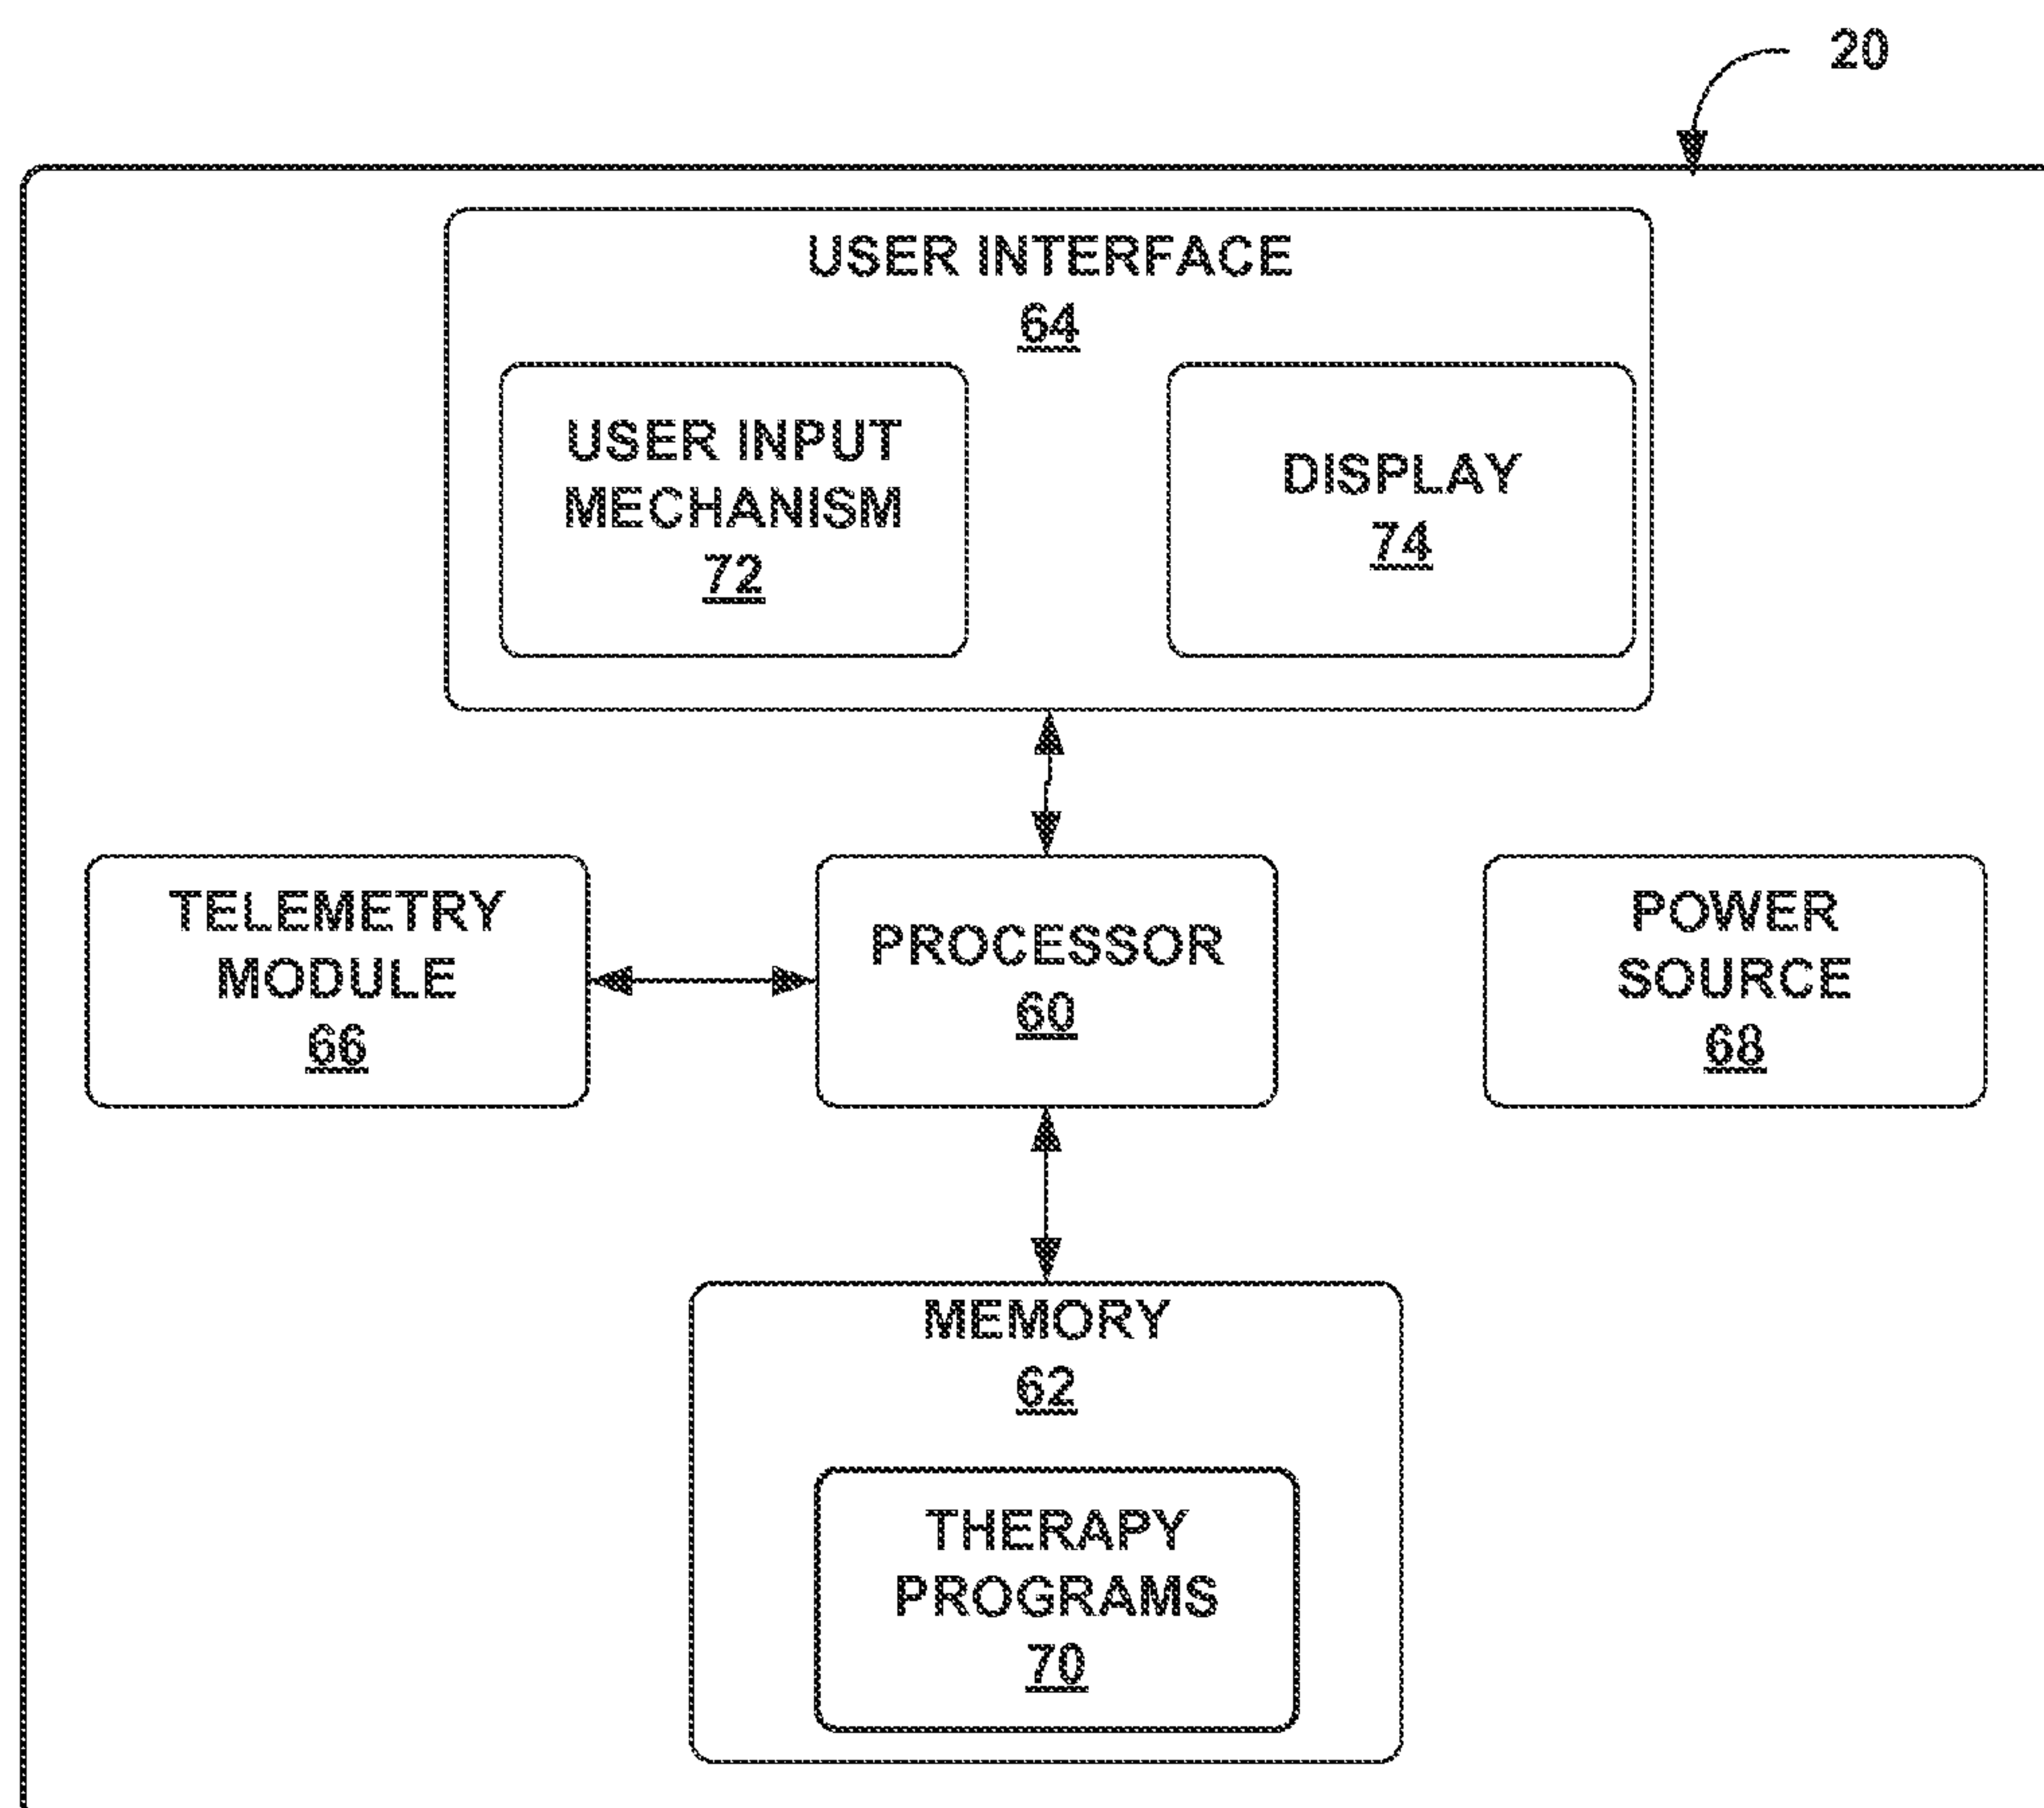 20
USER INTERFACE
64
USER INPUT
MECHANISM
72
DISPLAY
74
TELEMETRY
MODULE
66
PROCESSOR
60
POWER
SOURCE
68
MEMORY
62
THERAPY
PROGRAMS
70